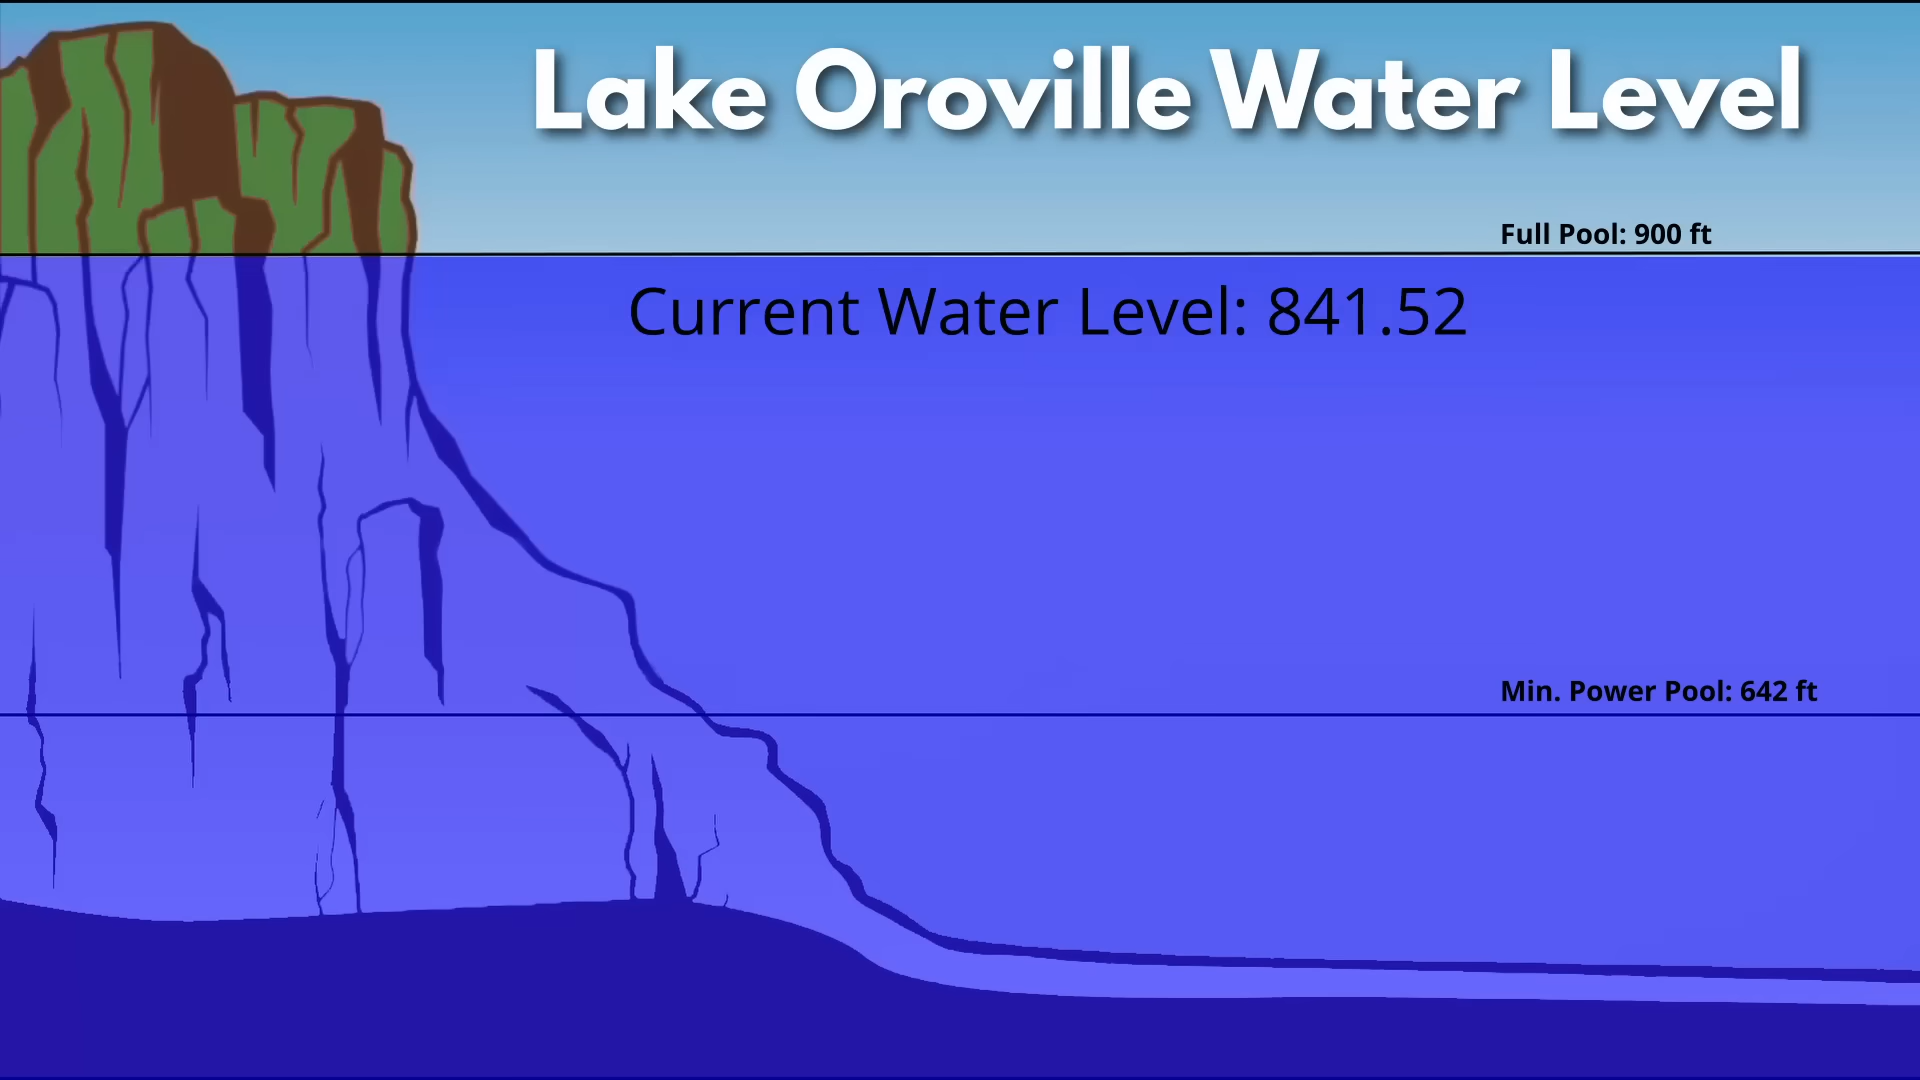 Lake Oroville Water Level
Full Pool: 900 ft
Current Water Level: 841.52
Min. Power Pool: 642 ft